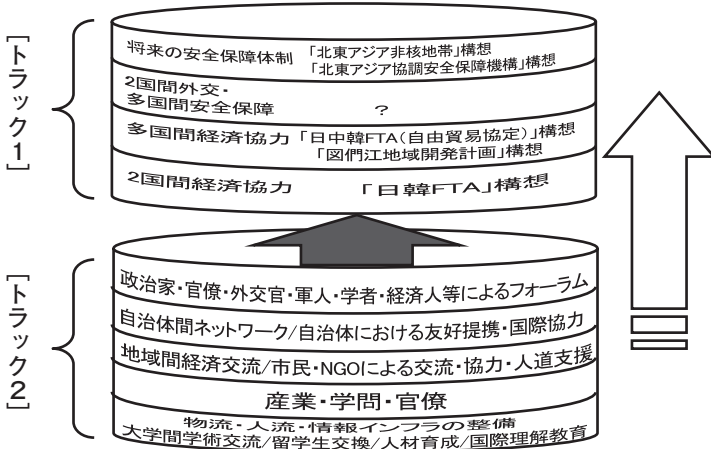 [トラック1]
将来の安全保障体制 「北東アジア非核地帯」構想
「北東アジア協調安全保障機構」構想
2国間外交・
多国間安全保障 ?
多国間経済協力 「日中韓FTA(自由貿易協定)」構想
「図們江地域開発計画」構想
2国間経済協力 「日韓FTA」構想
[トラック2]
政治家・官僚・外交官・軍人・学者・経済人等によるフォーラム
自治体間ネットワーク/自治体における友好提携・国際協力
地域間経済交流/市民・NGOによる交流・協力・人道支援
産業・学問・官僚
物流・人流・情報インフラの整備
大学間学術交流/留学生交換/人材育成/国際理解教育